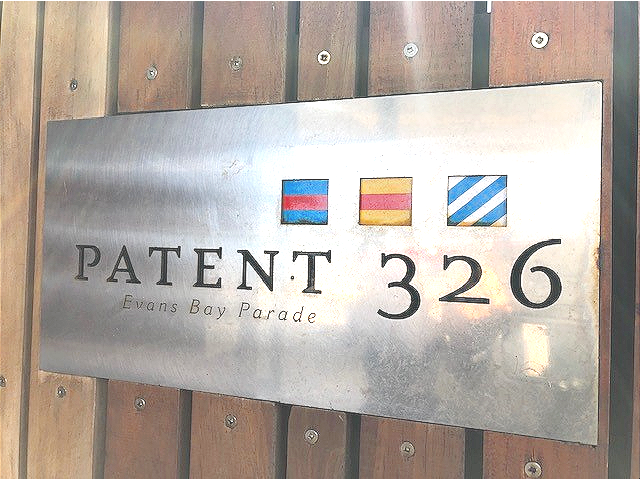 PATENT 326
Evans Bay Parade